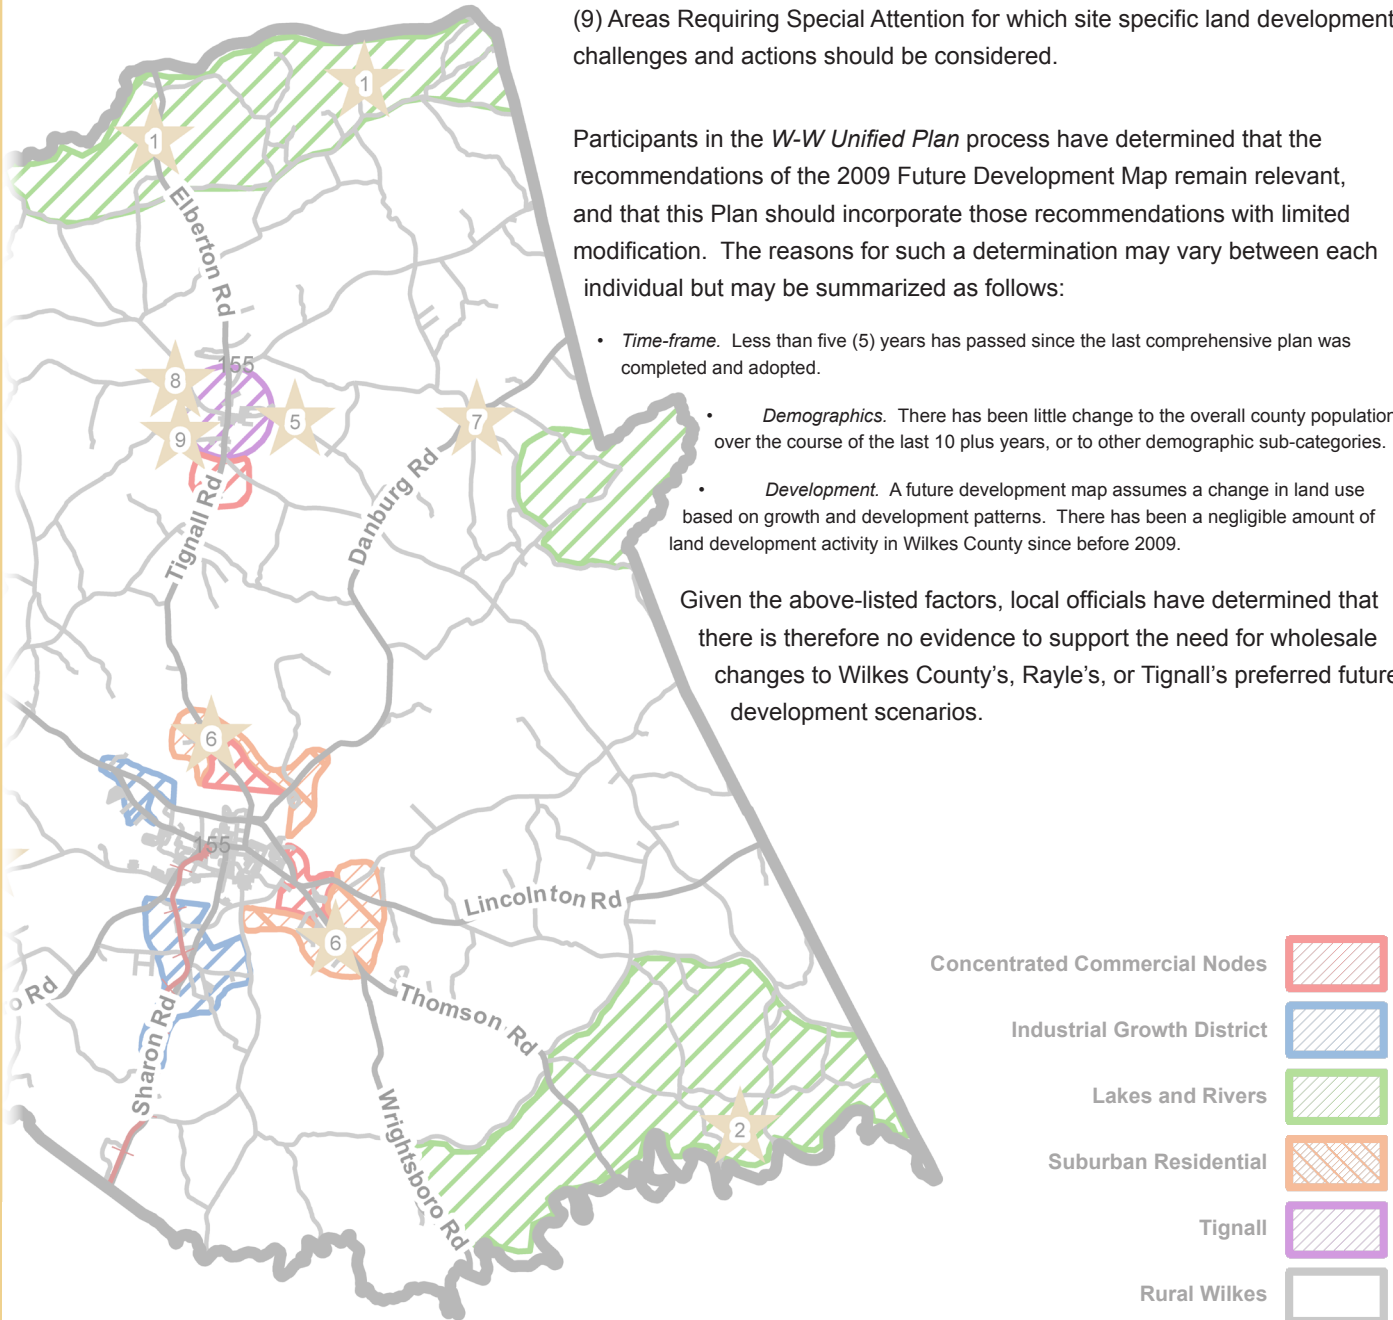 (9) Areas Requiring Special Attention for which site specific land development
challenges and actions should be considered.
Participants in the W-W Unified Plan process have determined that the
recommendations of the 2009 Future Development Map remain relevant,
and that this Plan should incorporate those recommendations with limited
modification. The reasons for such a determination may vary between each
individual but may be summarized as follows:
• Time-frame. Less than five (5) years has passed since the last comprehensive plan was
completed and adopted.
• Demographics. There has been little change to the overall county population
over the course of the last 10 plus years, or to other demographic sub-categories.
• Development. A future development map assumes a change in land use
based on growth and development patterns. There has been a negligible amount of
land development activity in Wilkes County since before 2009.
Given the above-listed factors, local officials have determined that
there is therefore no evidence to support the need for wholesale
changes to Wilkes County's, Rayle's, or Tignall's preferred future
development scenarios.
1
1
Elberton Rd
155
8
5
7
9
Tignall Rd
Danburg Rd
6
155
Lincolnton Rd
6
o Rd
Thomson Rd
Sharon Rd
Wrightsboro Rd
2
Concentrated Commercial Nodes
Industrial Growth District
Lakes and Rivers
Suburban Residential
Tignall
Rural Wilkes